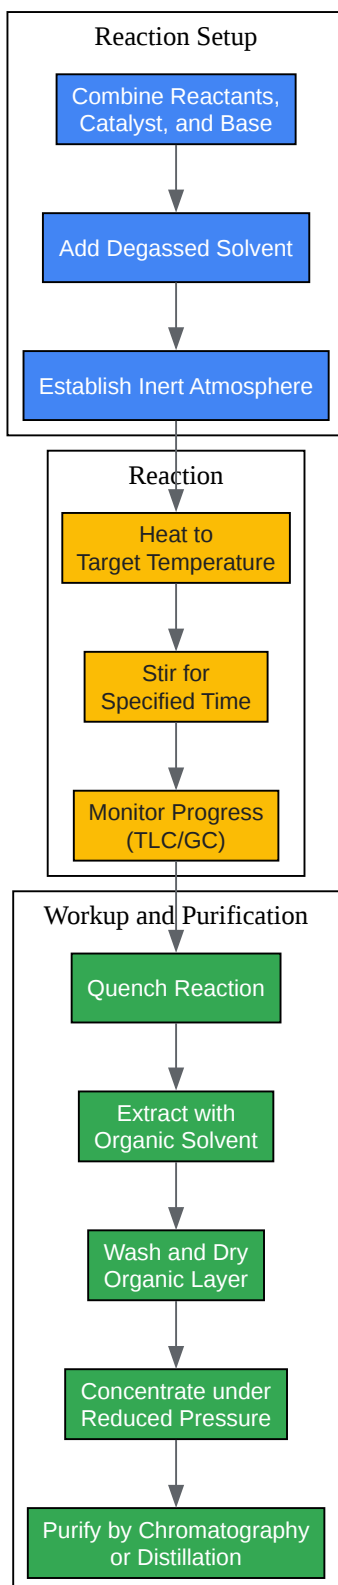 Reaction Setup
Combine Reactants,
Catalyst, and Base
Add Degassed Solvent
Establish Inert Atmosphere
Reaction
Heat to
Target Temperature
Stir for
Specified Time
Monitor Progress
(TLC/GC)
Workup and Purification
Quench Reaction
Extract with
Organic Solvent
Wash and Dry
Organic Layer
Concentrate under
Reduced Pressure
Purify by Chromatography
or Distillation